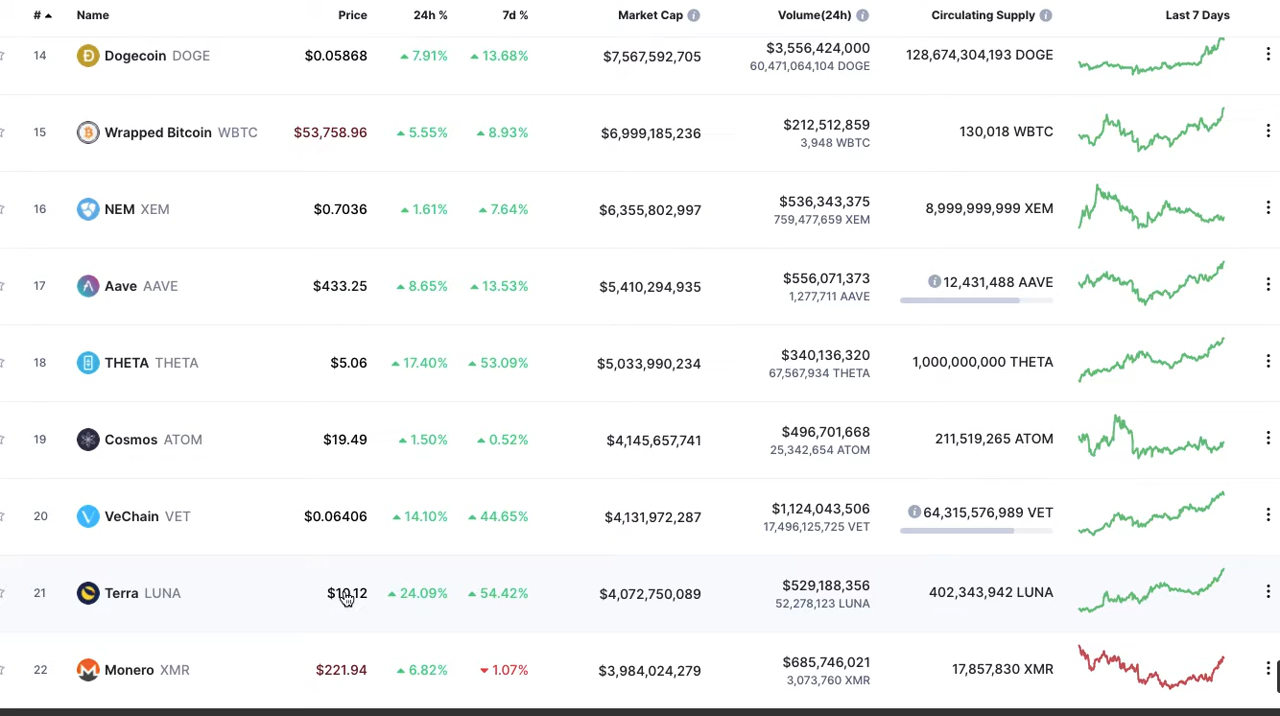 # Name Price 24h % 7d % Market Cap Volume(24h) Circulating Supply Last 7 Days
14 Dogecoin DOGE $0.05868 7.91% 13.68% $7,567,592,705 $3,556,424,000 128,674,304,193 DOGE
60,471,064,104 DOGE
15 Wrapped Bitcoin WBTC $53,758.96 5.55% 8.93% $6,999,185,236 $212,512,859 130,018 WBTC
3,948 WBTC
16 NEM XEM $0.7036 1.61% 7.64% $6,355,802,997 $536,343,375 8,999,999,999 XEM
759,477,659 XEM
17 Aave AAVE $433.25 8.65% 13.53% $5,410,294,935 $556,071,373 12,431,488 AAVE
1,277,711 AAVE
18 THETA THETA $5.06 17.40% 53.09% $5,033,990,234 $340,136,320 1,000,000,000 THETA
67,567,934 THETA
19 Cosmos ATOM $19.49 1.50% 0.52% $4,145,657,741 $496,701,668 211,519,265 ATOM
25,342,654 ATOM
20 VeChain VET $0.06406 14.10% 44.65% $4,131,972,287 $1,124,043,506 64,315,576,989 VET
17,496,125,725 VET
21 Terra LUNA $10.12 24.09% 54.42% $4,072,750,089 $529,188,356 402,343,942 LUNA
52,278,123 LUNA
22 Monero XMR $221.94 6.82% 1.07% $3,984,024,279 $685,746,021 17,857,830 XMR
3,073,760 XMR